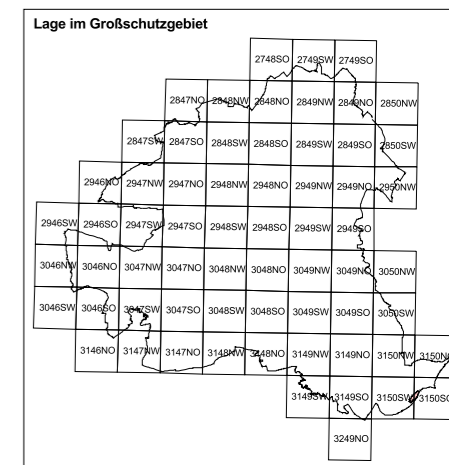 Lage im Großschutzgebiet
2748SO 2749SW 2749SO
2847NO 2848NW 2848NO 2849NW 2849NO 2850NW
2847SW 2847SO 2848SW 2848SO 2849SW 2849SO 2850SW
2946NO 2947NW 2947NO 2948NW 2948NO 2949NW 2949NO 2950NW
2946SW 2946SO 2947SW 2947SO 2948SW 2948SO 2949SW 2949SO
3046NW 3046NO 3047NW 3047NO 3048NW 3048NO 3049NW 3049NO 3050NW
3046SW 3046SO 3047SW 3047SO 3048SW 3048SO 3049SW 3049SO 3050SW
3146NO 3147NW 3147NO 3148NW 3148NO 3149NW 3149NO 3150NW 3150NO
3149SW 3149SO 3150SW 3150SO
3249NO